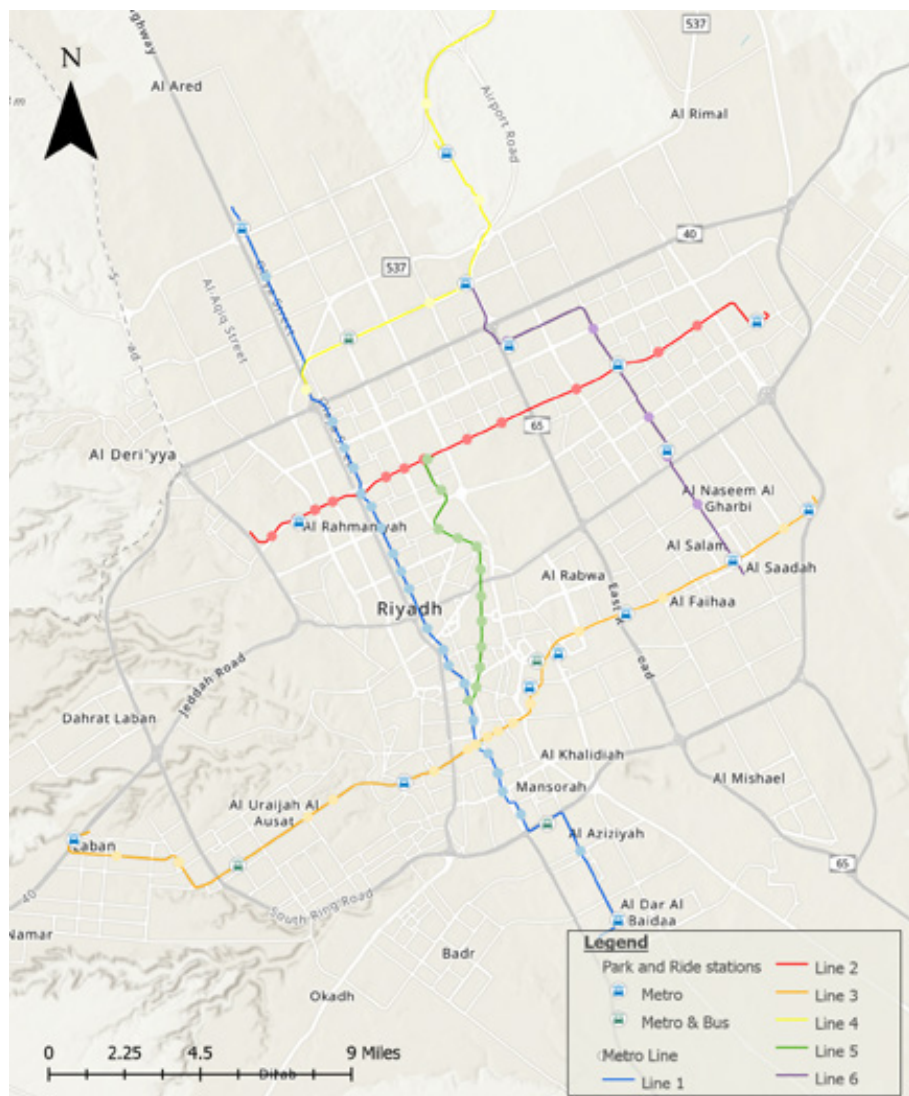 ghway
537
N
Al Ared
Airport Road
Al Rimal
40
537
Al-Aqiq Street
65
Al Deri'yya
Al Naseem Al
Gharbi
Al Rahmaniyah
Al Salam
Al Saadah
Al Rabwa
Al Faihaa
Riyadh
East
oad
Jeddah Road
Dahrat Laban
Al Khalidiah
Al Mishael
Mansorah
Al Uraijah Al
Ausat
Al Aziziyah
Laban
65
40
South Ring Road
Al Dar Al
Baidaa
Namar
Badr
Okadh
Legend
Park and Ride stations
Metro
Metro & Bus
Metro Line
Line 1
Line 2
Line 3
Line 4
Line 5
Line 6
0 2.25 4.5 9 Miles
Dirab